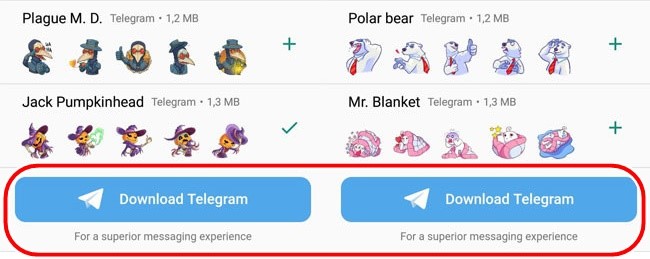 Plague M. D. Telegram • 1,2 MB
Polar bear Telegram • 1,2 MB
Jack Pumpkinhead Telegram • 1,3 MB
Mr. Blanket Telegram • 1,3 MB
Download Telegram
Download Telegram
For a superior messaging experience
For a superior messaging experience